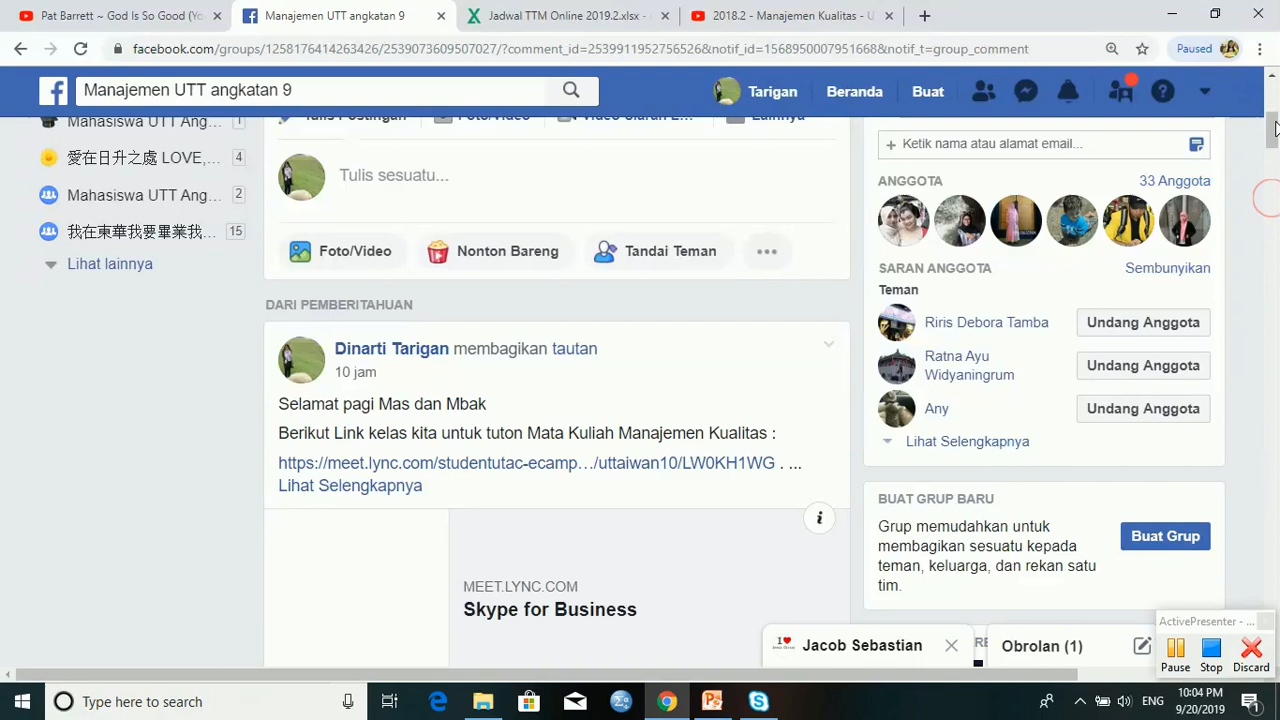 Pat Barrett ~ God Is So Good (Yo
Manajemen UTT angkatan 9
Jadwal TTM Online 2019.2.xlsx -
2018.2 - Manajemen Kualitas - U
facebook.com/groups/1258176414263426/2539073609507027/?comment_id=2539911952756526&notif_id=1568950007951668&notif_t=group_comment
Paused
Manajemen UTT angkatan 9
Tarigan
Beranda
Buat
Mahasiswa UTT Ang... 1
愛在日升之處 LOVE,... 4
Mahasiswa UTT Ang... 2
我在東華我要畢業我... 15
Lihat lainnya
Tulis Postingan
Foto/Video
Video Siaran L...
Lainnya
Tulis sesuatu...
Foto/Video
Nonton Bareng
Tandai Teman
DARI PEMBERITAHUAN
Dinarti Tarigan membagikan tautan
10 jam
Selamat pagi Mas dan Mbak
Berikut Link kelas kita untuk tuton Mata Kuliah Manajemen Kualitas :
https://meet.lync.com/studentutac-ecamp…/uttaiwan10/LW0KH1WG . ...
Lihat Selengkapnya
MEET.LYNC.COM
Skype for Business
+ Ketik nama atau alamat email...
ANGGOTA 33 Anggota
SARAN ANGGOTA Sembunyikan
Teman
Riris Debora Tamba Undang Anggota
Ratna Ayu
Widyaningrum Undang Anggota
Any Undang Anggota
Lihat Selengkapnya
BUAT GRUP BARU
Grup memudahkan untuk
membagikan sesuatu kepada
teman, keluarga, dan rekan satu
tim.
Buat Grup
Jacob Sebastian
Obrolan (1)
ActivePresenter - ...
Pause Stop Discard
Type here to search
ENG
10:04 PM
9/20/2019